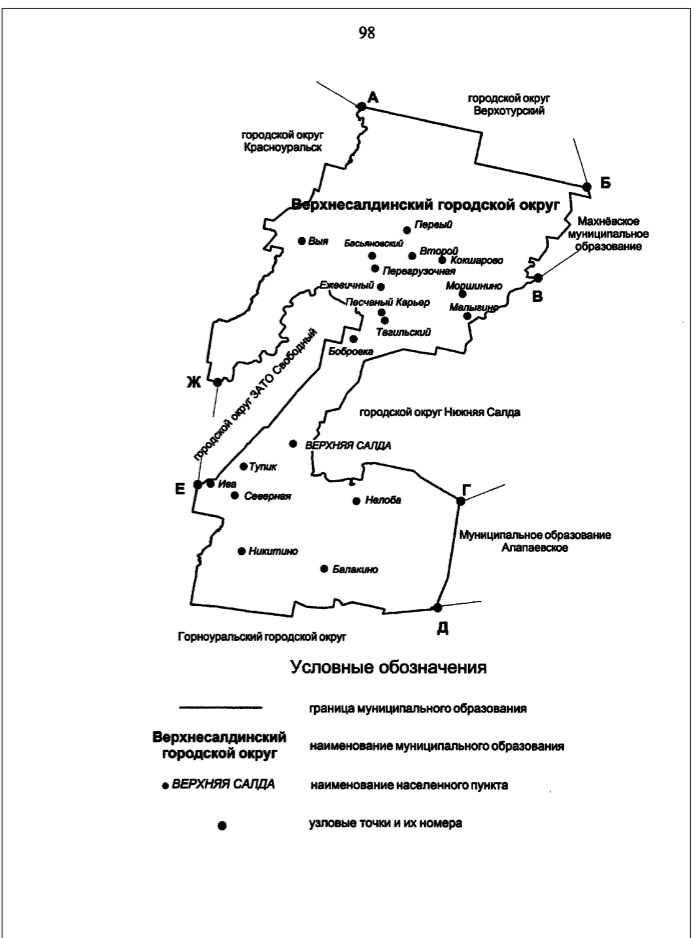 98
А
городской округ
Верхотурский
городской округ
Красноуральск
Б
Верхнесалдинский городской округ
Махнёвское
муниципальное
образование
Первый
Выя
Басьяновский
Второй
Кокшарово
Перегрузочная
В
Ежевичный
Моршинино
Песчаный Карьер
Малыгино
Тагильский
Бобровка
городской округ ЗАТО Свободный
Ж
городской округ Нижняя Салда
ВЕРХНЯЯ САЛДА
Тупик
Е
Ива
Северная
Нелоба
Г
Муниципальное образование
Алапаевское
Никитино
Балакино
Д
Горноуральский городской округ
Условные обозначения
граница муниципального образования
Верхнесалдинский
городской округ
наименование муниципального образования
ВЕРХНЯЯ САЛДА
наименование населенного пункта
узловые точки и их номера